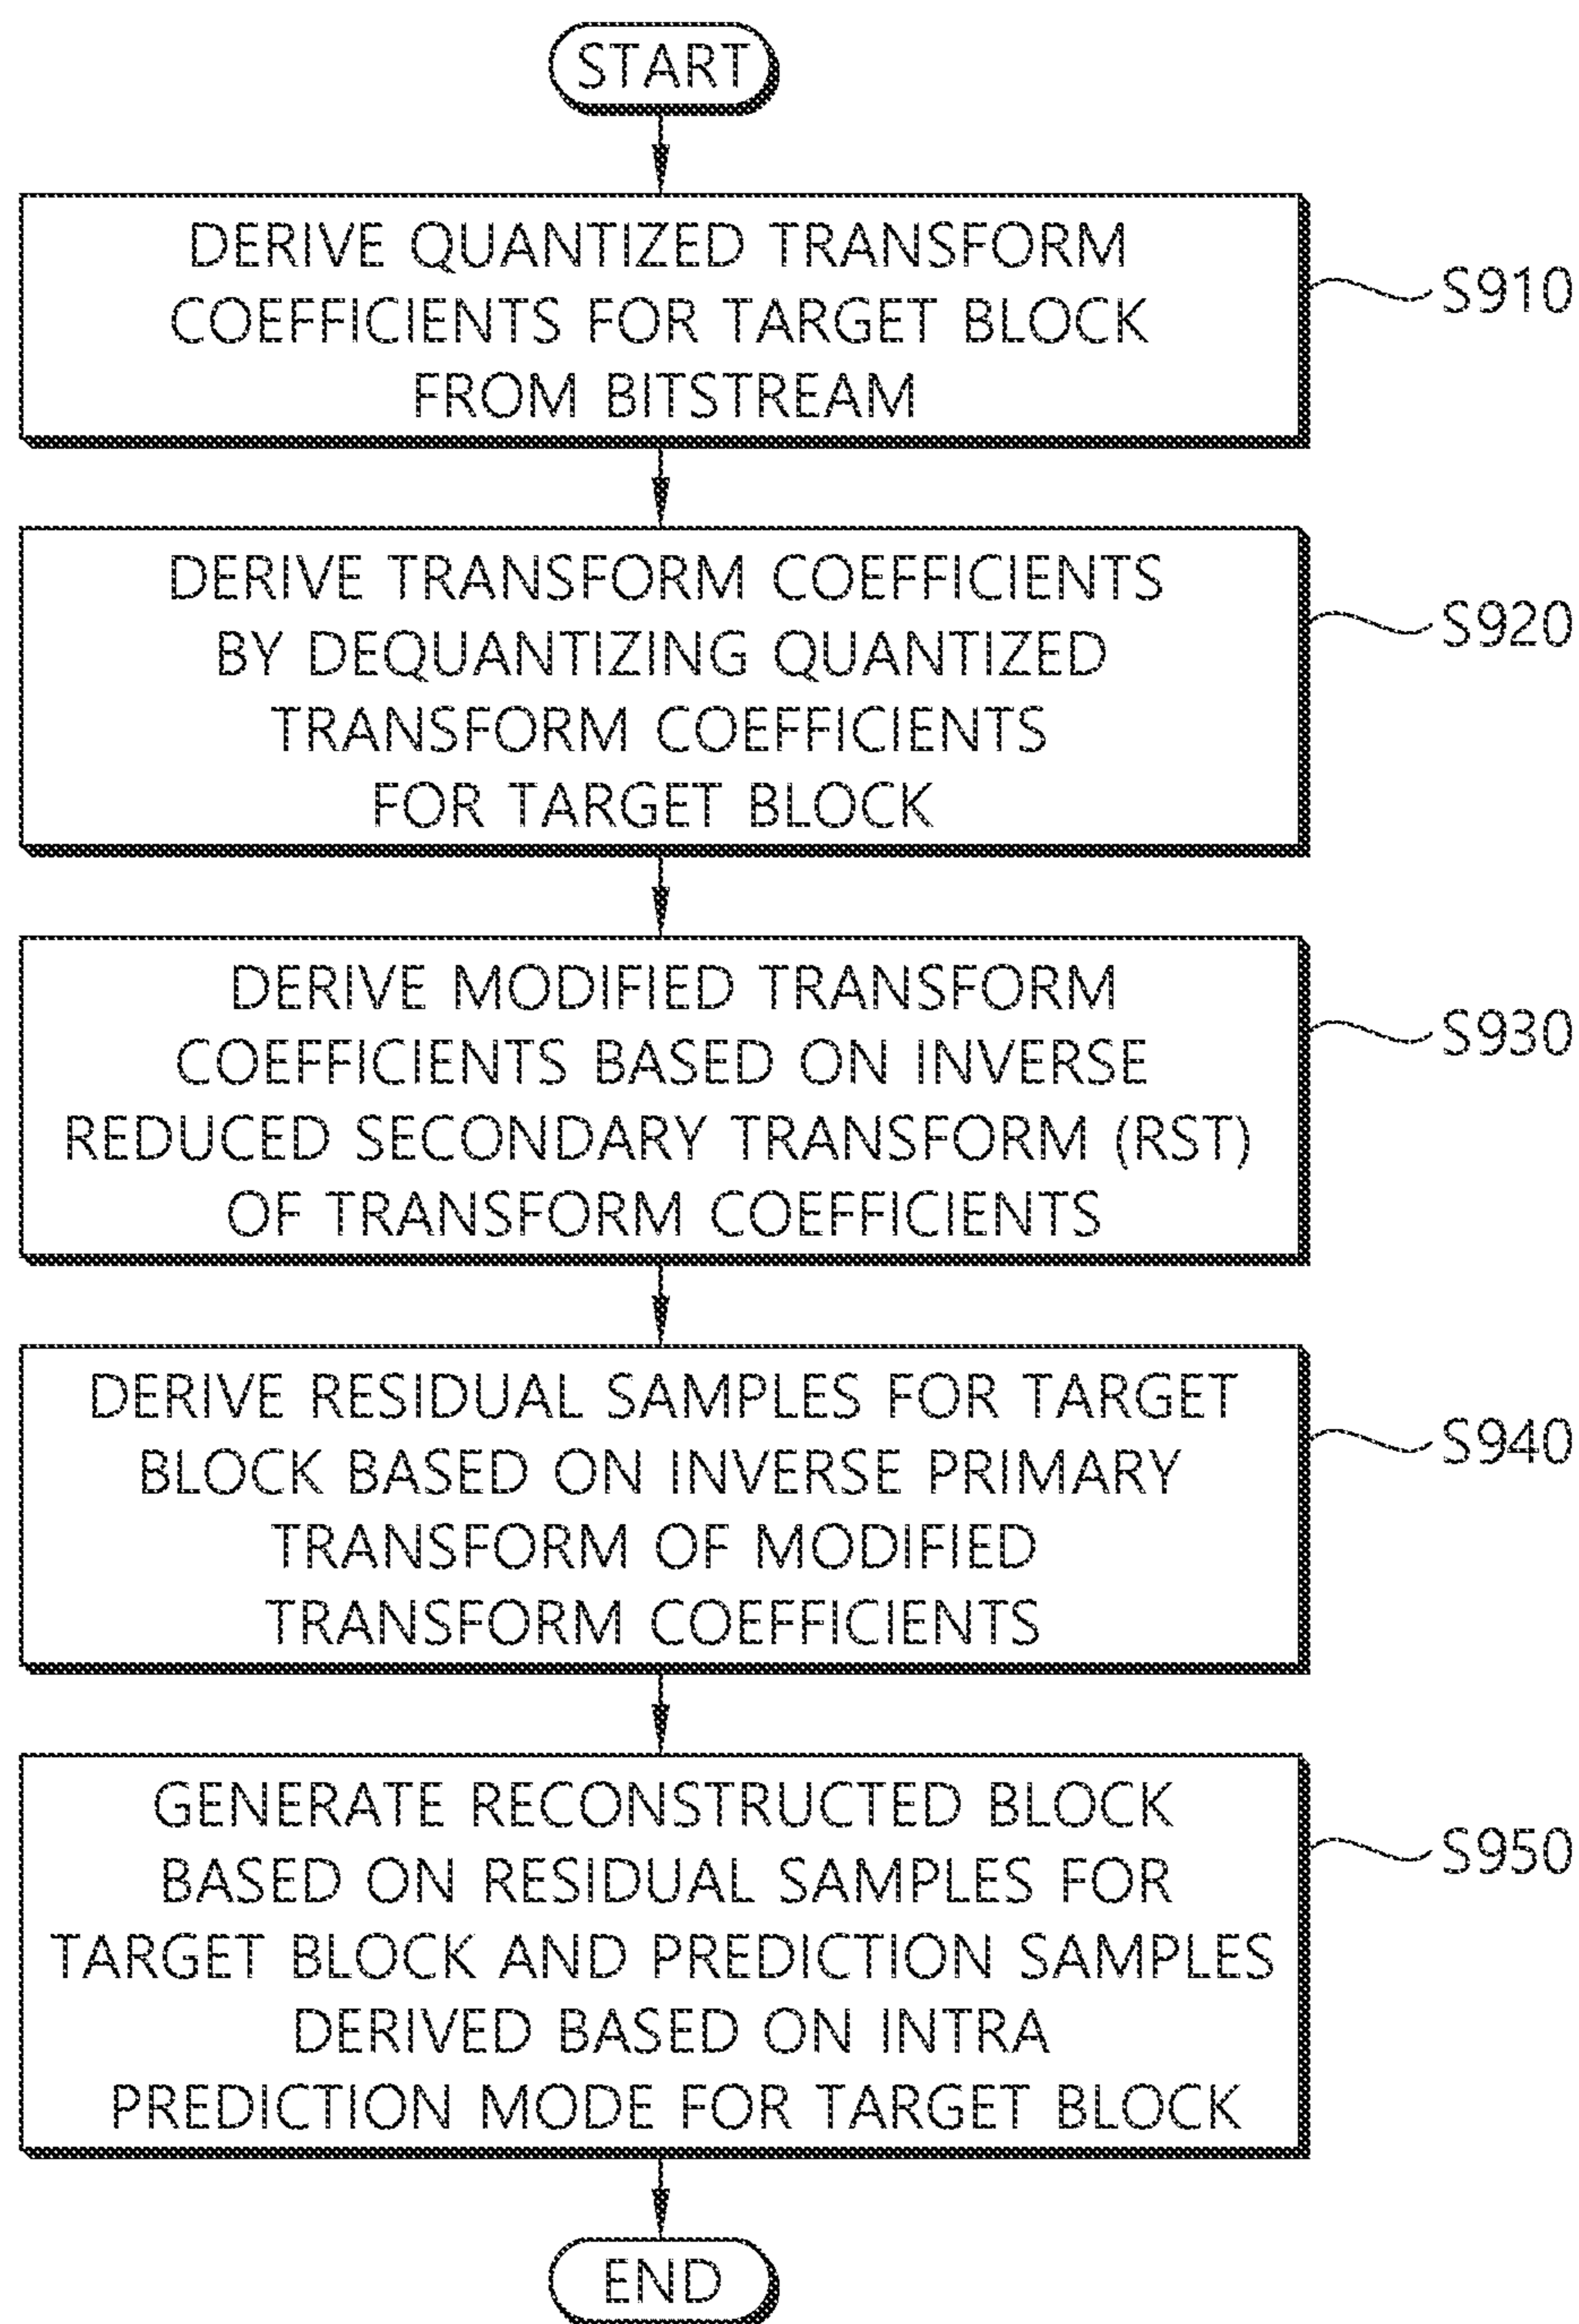 START
DERIVE QUANTIZED TRANSFORM
COEFFICIENTS FOR TARGET BLOCK
FROM BITSTREAM
S910
DERIVE TRANSFORM COEFFICIENTS
BY DEQUANTIZING QUANTIZED
TRANSFORM COEFFICIENTS
FOR TARGET BLOCK
S920
DERIVE MODIFIED TRANSFORM
COEFFICIENTS BASED ON INVERSE
REDUCED SECONDARY TRANSFORM (RST)
OF TRANSFORM COEFFICIENTS
S930
DERIVE RESIDUAL SAMPLES FOR TARGET
BLOCK BASED ON INVERSE PRIMARY
TRANSFORM OF MODIFIED
TRANSFORM COEFFICIENTS
S940
GENERATE RECONSTRUCTED BLOCK
BASED ON RESIDUAL SAMPLES FOR
TARGET BLOCK AND PREDICTION SAMPLES
DERIVED BASED ON INTRA
PREDICTION MODE FOR TARGET BLOCK
S950
END